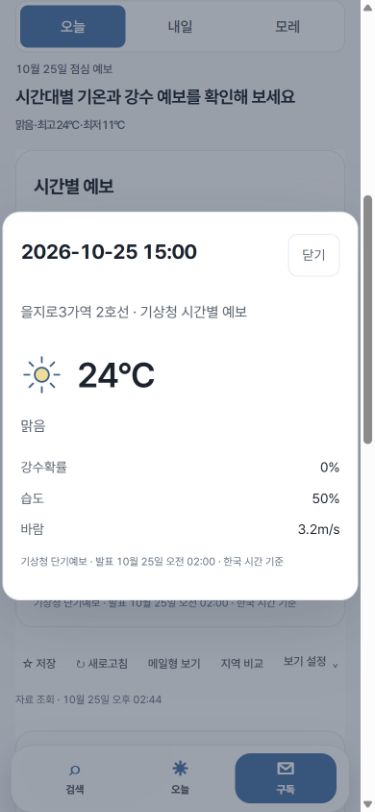 오늘 내일 모레
10월 25일 점심 예보
시간대별 기온과 강수 예보를 확인해 보세요
맑음·최고 24°C·최저 11°C
시간별 예보
2026-10-25 15:00 닫기
을지로3가역 2호선 · 기상청 시간별 예보
24°C
맑음
강수확률 0%
습도 50%
바람 3.2m/s
기상청 단기예보 · 발표 10월 25일 오전 02:00 · 한국 시간 기준
기상청 단기예보 · 발표 10월 25일 오전 02:00 · 한국 시간 기준
☆ 저장 ↻ 새로고침 메일형 보기 지역 비교 보기 설정
자료 조회 · 10월 25일 오후 02:44
검색 오늘 구독